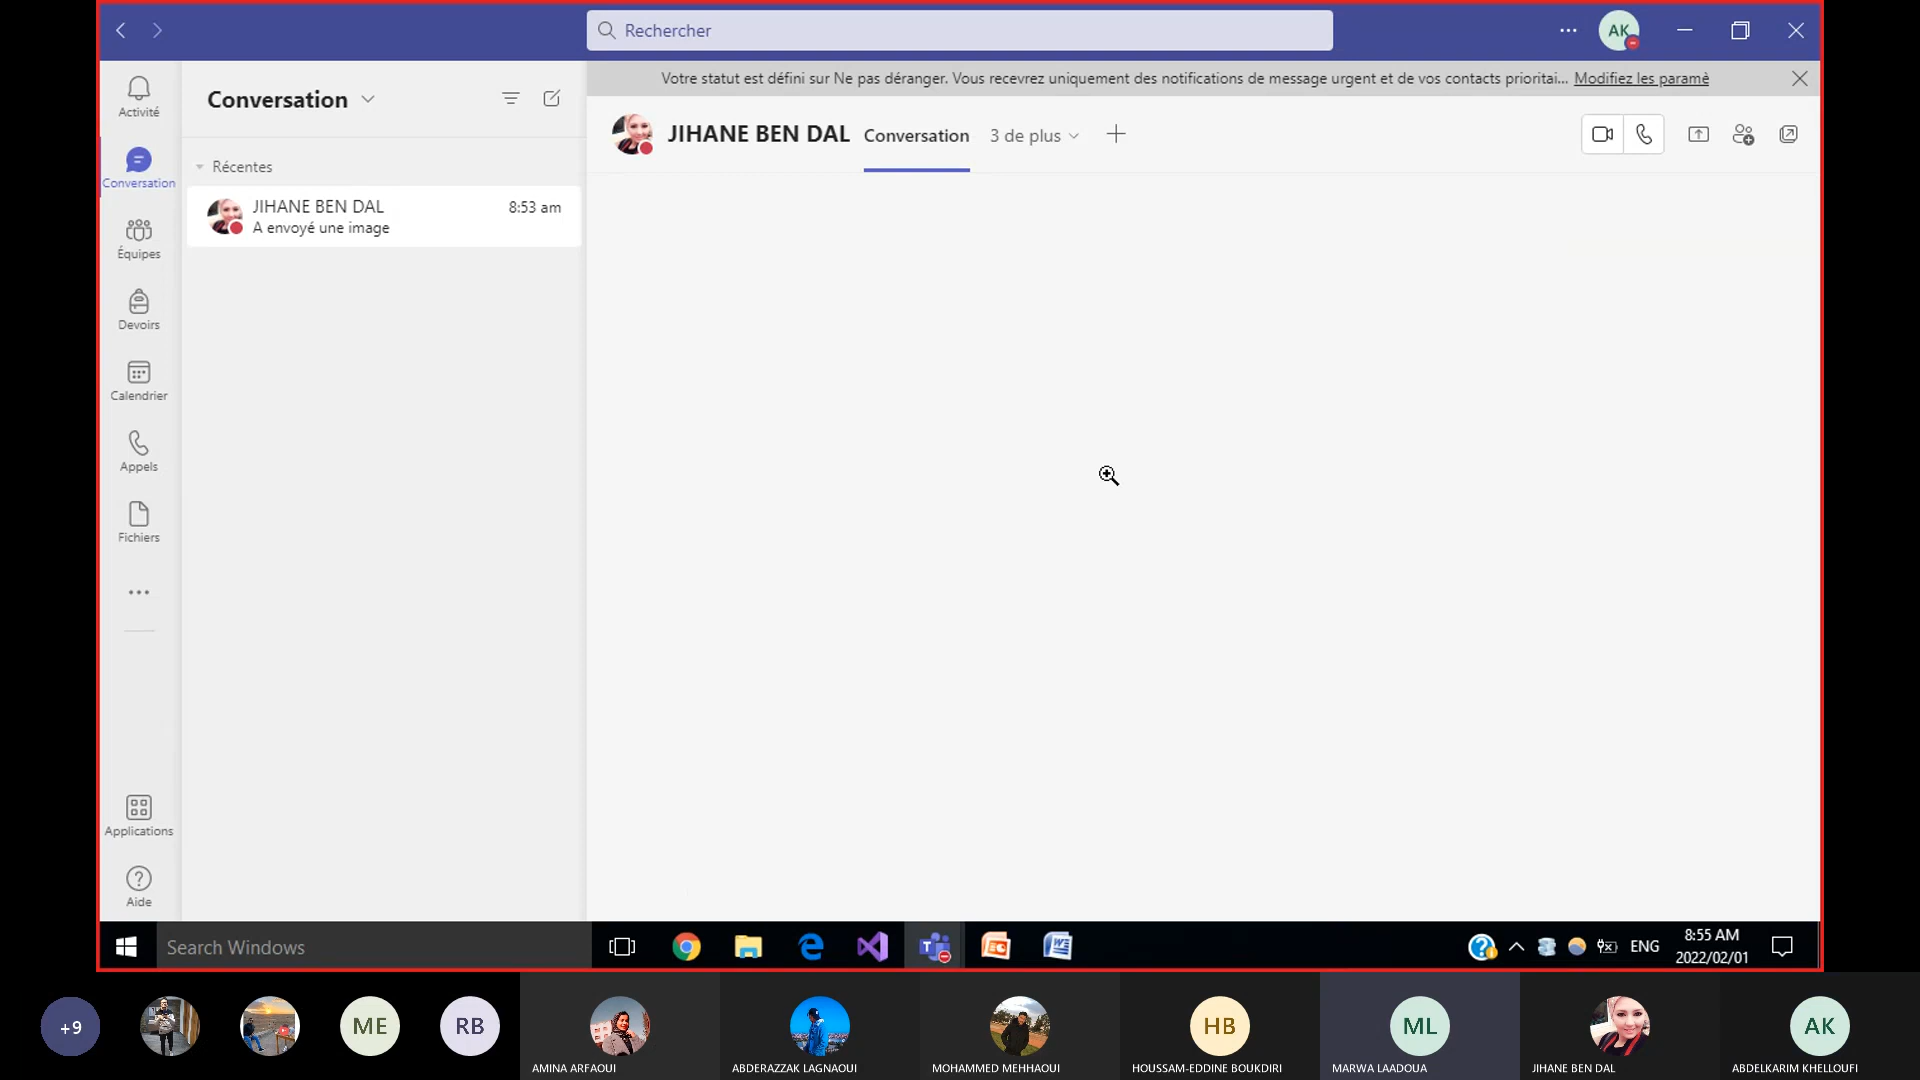 Rechercher
AK
Votre statut est défini sur Ne pas déranger. Vous recevrez uniquement des notifications de message urgent et de vos contacts prioritai... Modifiez les paramè
Activité
Conversation
Équipes
Devoirs
Calendrier
Appels
Fichiers
Applications
Aide
Conversation
Récentes
JIHANE BEN DAL 8:53 am
A envoyé une image
JIHANE BEN DAL Conversation 3 de plus
Search Windows
ENG
8:55 AM
2022/02/01
+9
ME
RB
HB
ML
AK
AMINA ARFAOUI
ABDERAZZAK LAGNAOUI
MOHAMMED MEHHAOUI
HOUSSAM-EDDINE BOUKDIRI
MARWA LAADOUA
JIHANE BEN DAL
ABDELKARIM KHELLOUFI